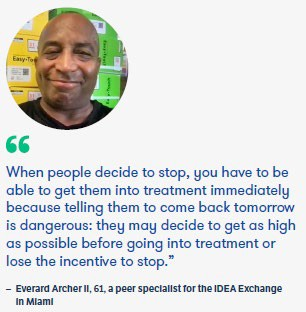 Easy-Touch
“
When people decide to stop, you have to be
able to get them into treatment immediately
because telling them to come back tomorrow
is dangerous: they may decide to get as high
as possible before going into treatment or
lose the incentive to stop.”
– Everard Archer II, 61, a peer specialist for the IDEA Exchange
in Miami